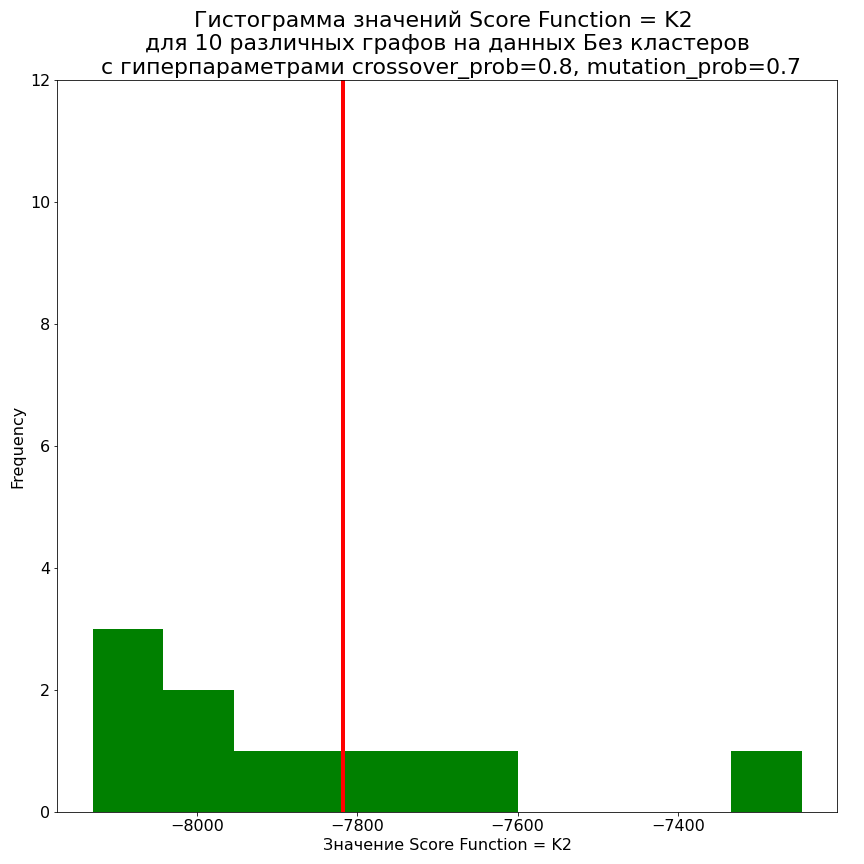 Гистограмма значений Score Function = K2
для 10 различных графов на данных Без кластеров
с гиперпараметрами crossover_prob=0.8, mutation_prob=0.7
12
10
8
6
4
2
0
Frequency
−8000 −7800 −7600 −7400
Значение Score Function = K2